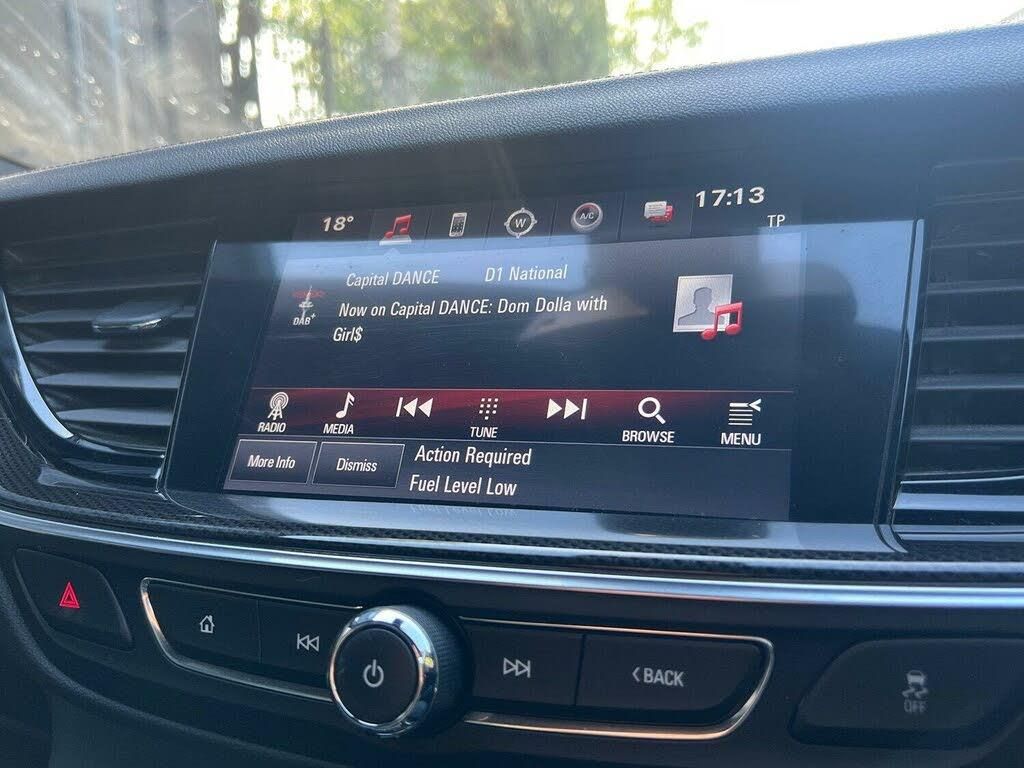 18°
W
A/C
17:13
TP
Capital DANCE D1 National
DAB+
Now on Capital DANCE: Dom Dolla with
Girl$
RADIO MEDIA TUNE BROWSE MENU
More Info Dismiss Action Required
Fuel Level Low
<BACK
OFF